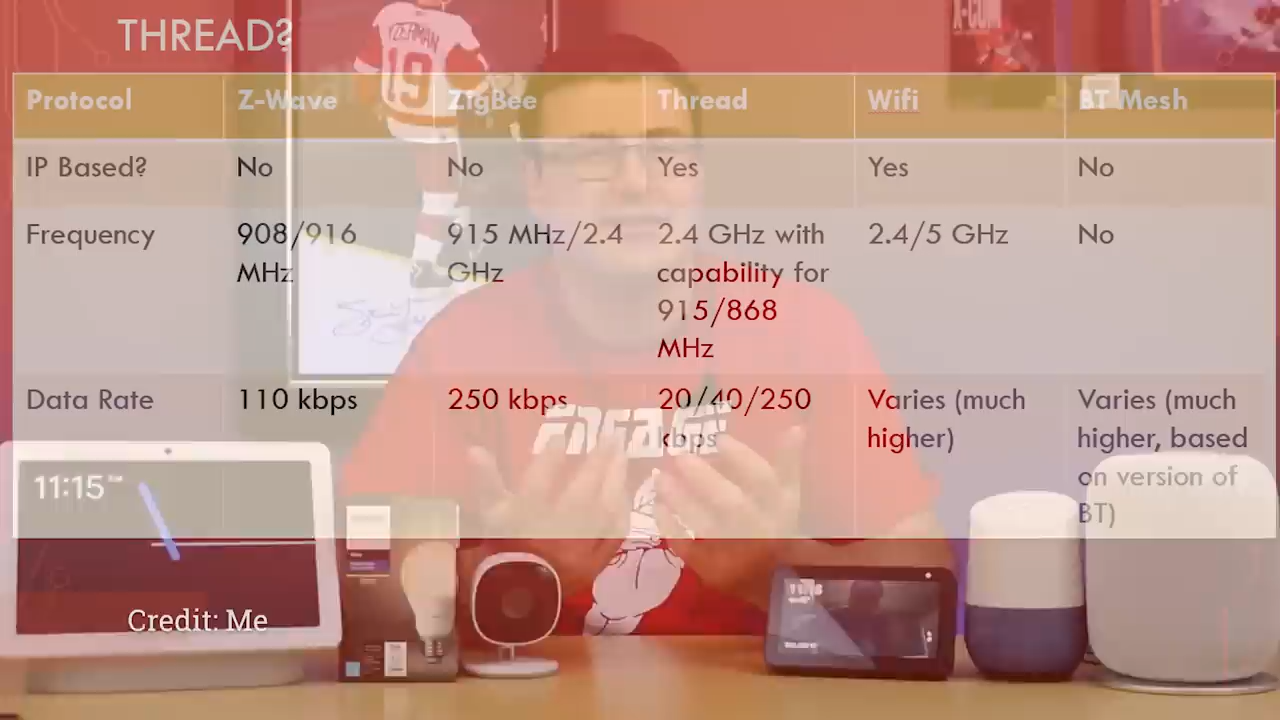 THREAD?
YZERMAN
19
Protocol Z-Wave ZigBee Thread Wifi BT Mesh
IP Based? No No Yes Yes No
Frequency 908/916 MHz 915 MHz/2.4 GHz 2.4 GHz with capability for 915/868 MHz 2.4/5 GHz No
Data Rate 110 kbps 250 kbps 20/40/250 kbps Varies (much higher) Varies (much higher, based on version of BT)
11:15
Credit: Me